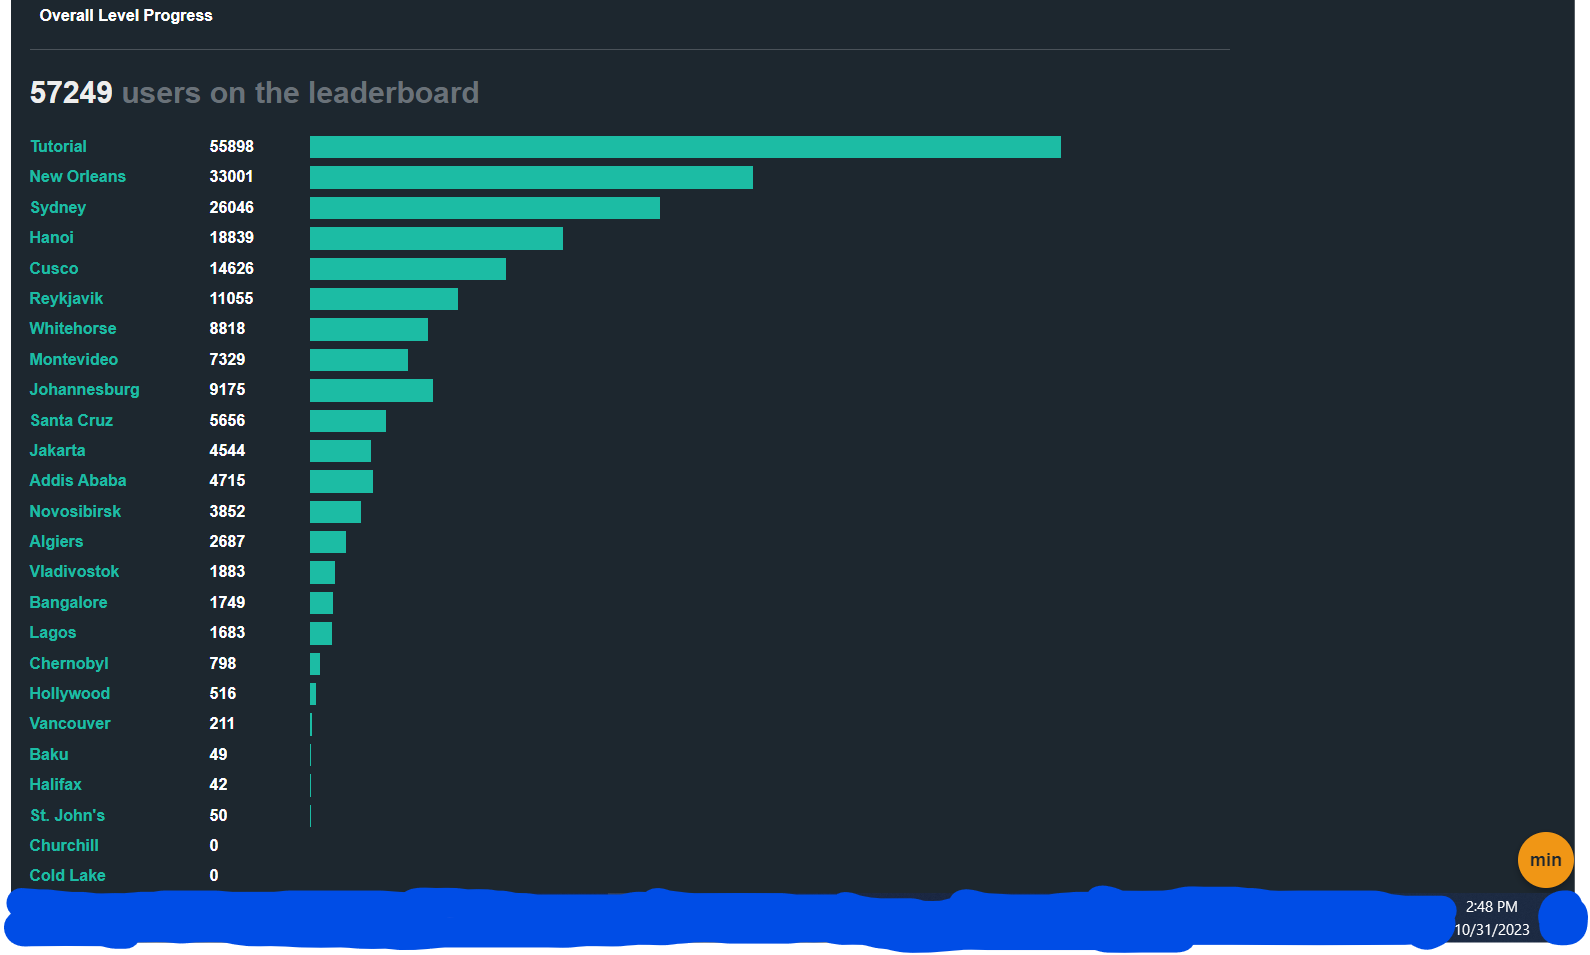 Overall Level Progress
57249 users on the leaderboard
Tutorial 55898
New Orleans 33001
Sydney 26046
Hanoi 18839
Cusco 14626
Reykjavik 11055
Whitehorse 8818
Montevideo 7329
Johannesburg 9175
Santa Cruz 5656
Jakarta 4544
Addis Ababa 4715
Novosibirsk 3852
Algiers 2687
Vladivostok 1883
Bangalore 1749
Lagos 1683
Chernobyl 798
Hollywood 516
Vancouver 211
Baku 49
Halifax 42
St. John's 50
Churchill 0
min
Cold Lake 0
2:48 PM
10/31/2023